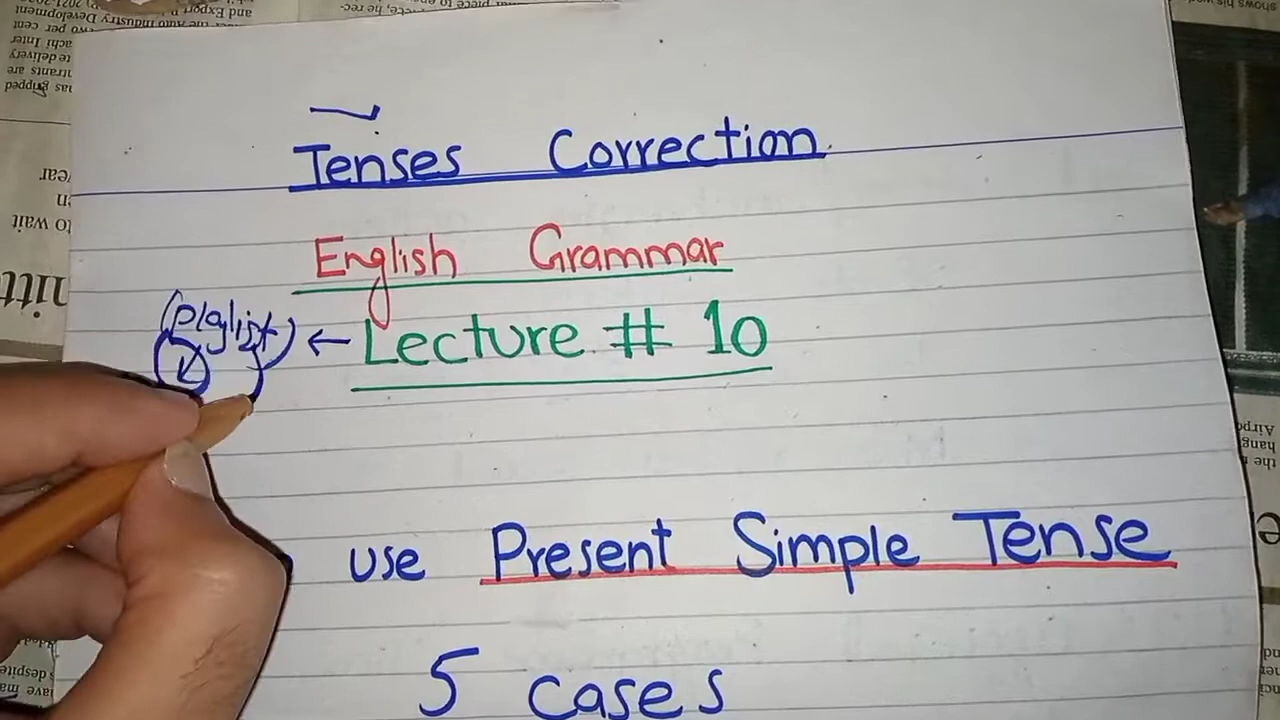 Tenses Correction
English Grammar
(Playlist) ← Lecture # 10
use Present Simple Tense
5 cases